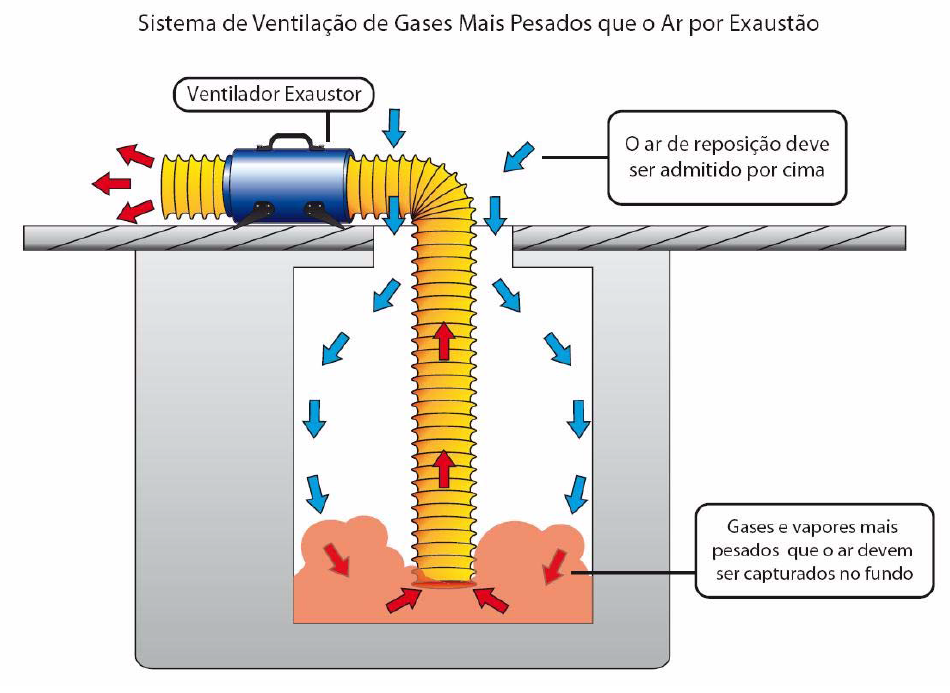 Sistema de Ventilação de Gases Mais Pesados que o Ar por Exaustão
Ventilador Exaustor
O ar de reposição deve
ser admitido por cima
Gases e vapores mais
pesados que o ar devem
ser capturados no fundo